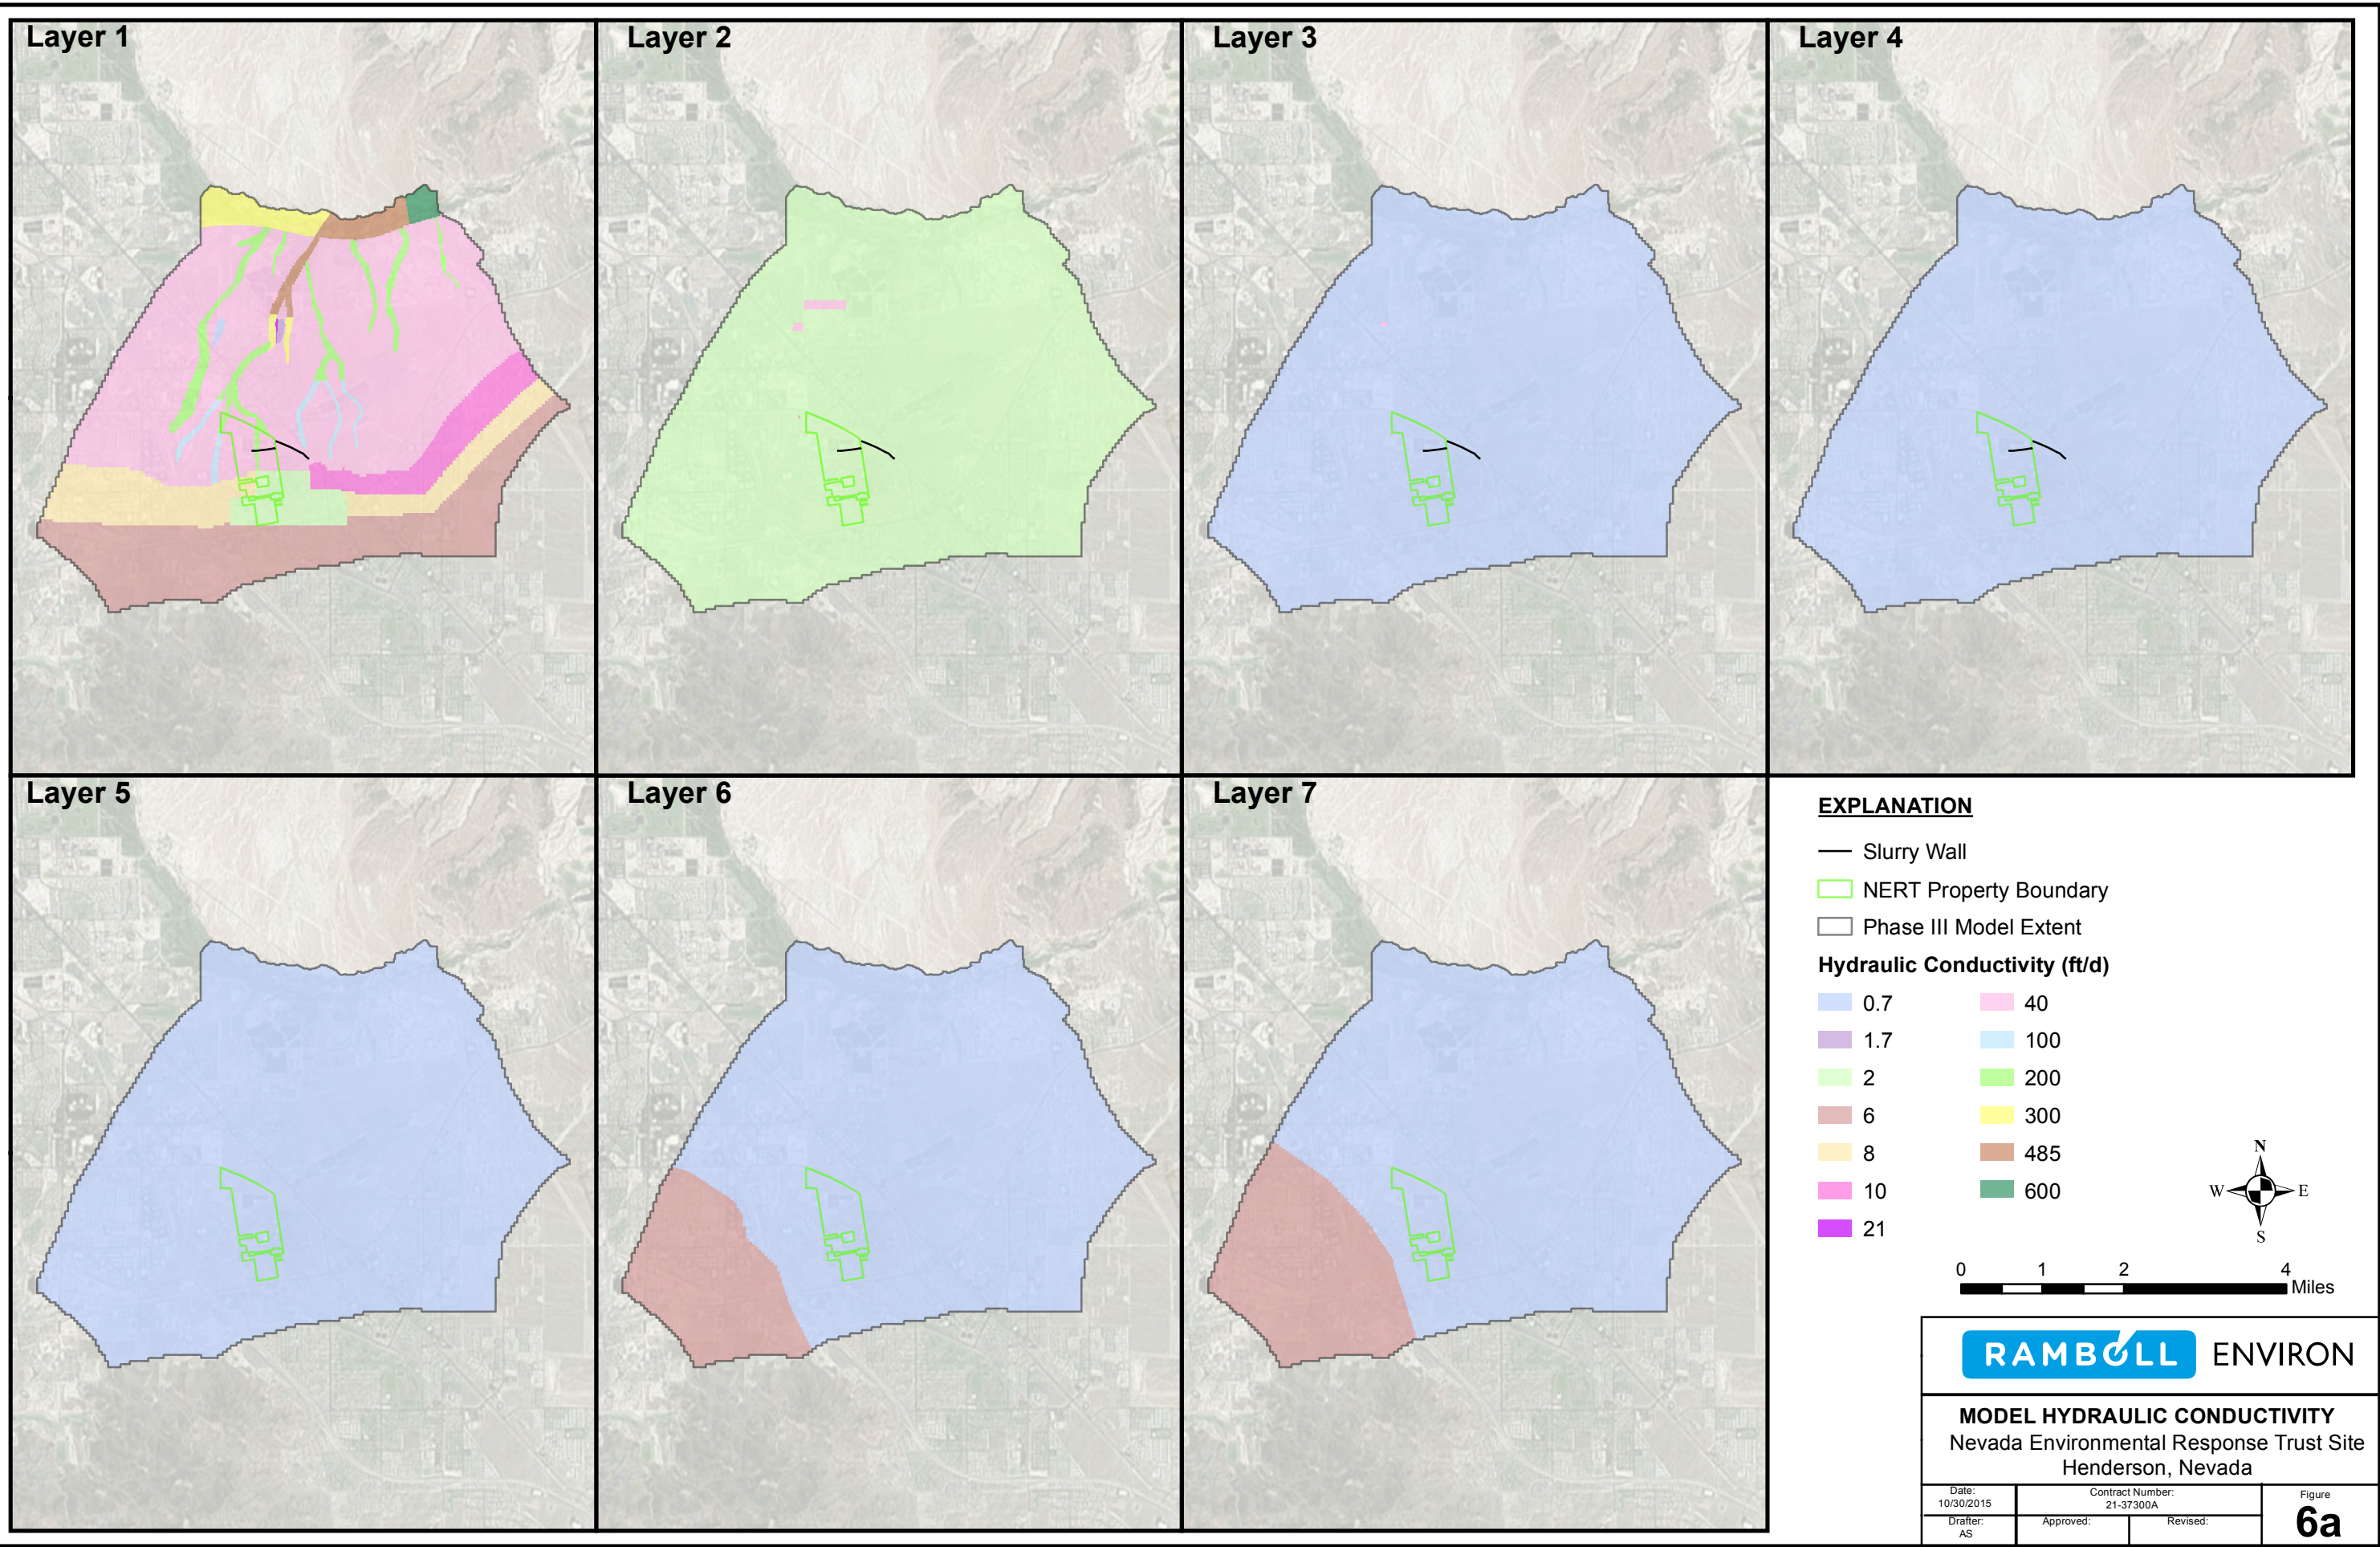 Layer 1
Layer 2
Layer 3
Layer 4
Layer 5
Layer 6
Layer 7
EXPLANATION
Slurry Wall
NERT Property Boundary
Phase III Model Extent
Hydraulic Conductivity (ft/d)
0.7
1.7
2
6
8
10
21
40
100
200
300
485
600
N
W E
S
0 1 2 4
Miles
RAMBOLL ENVIRON
MODEL HYDRAULIC CONDUCTIVITY
Nevada Environmental Response Trust Site
Henderson, Nevada
Date:
10/30/2015
Contract Number:
21-37300A
Figure
6a
Drafter:
AS
Approved:
Revised: